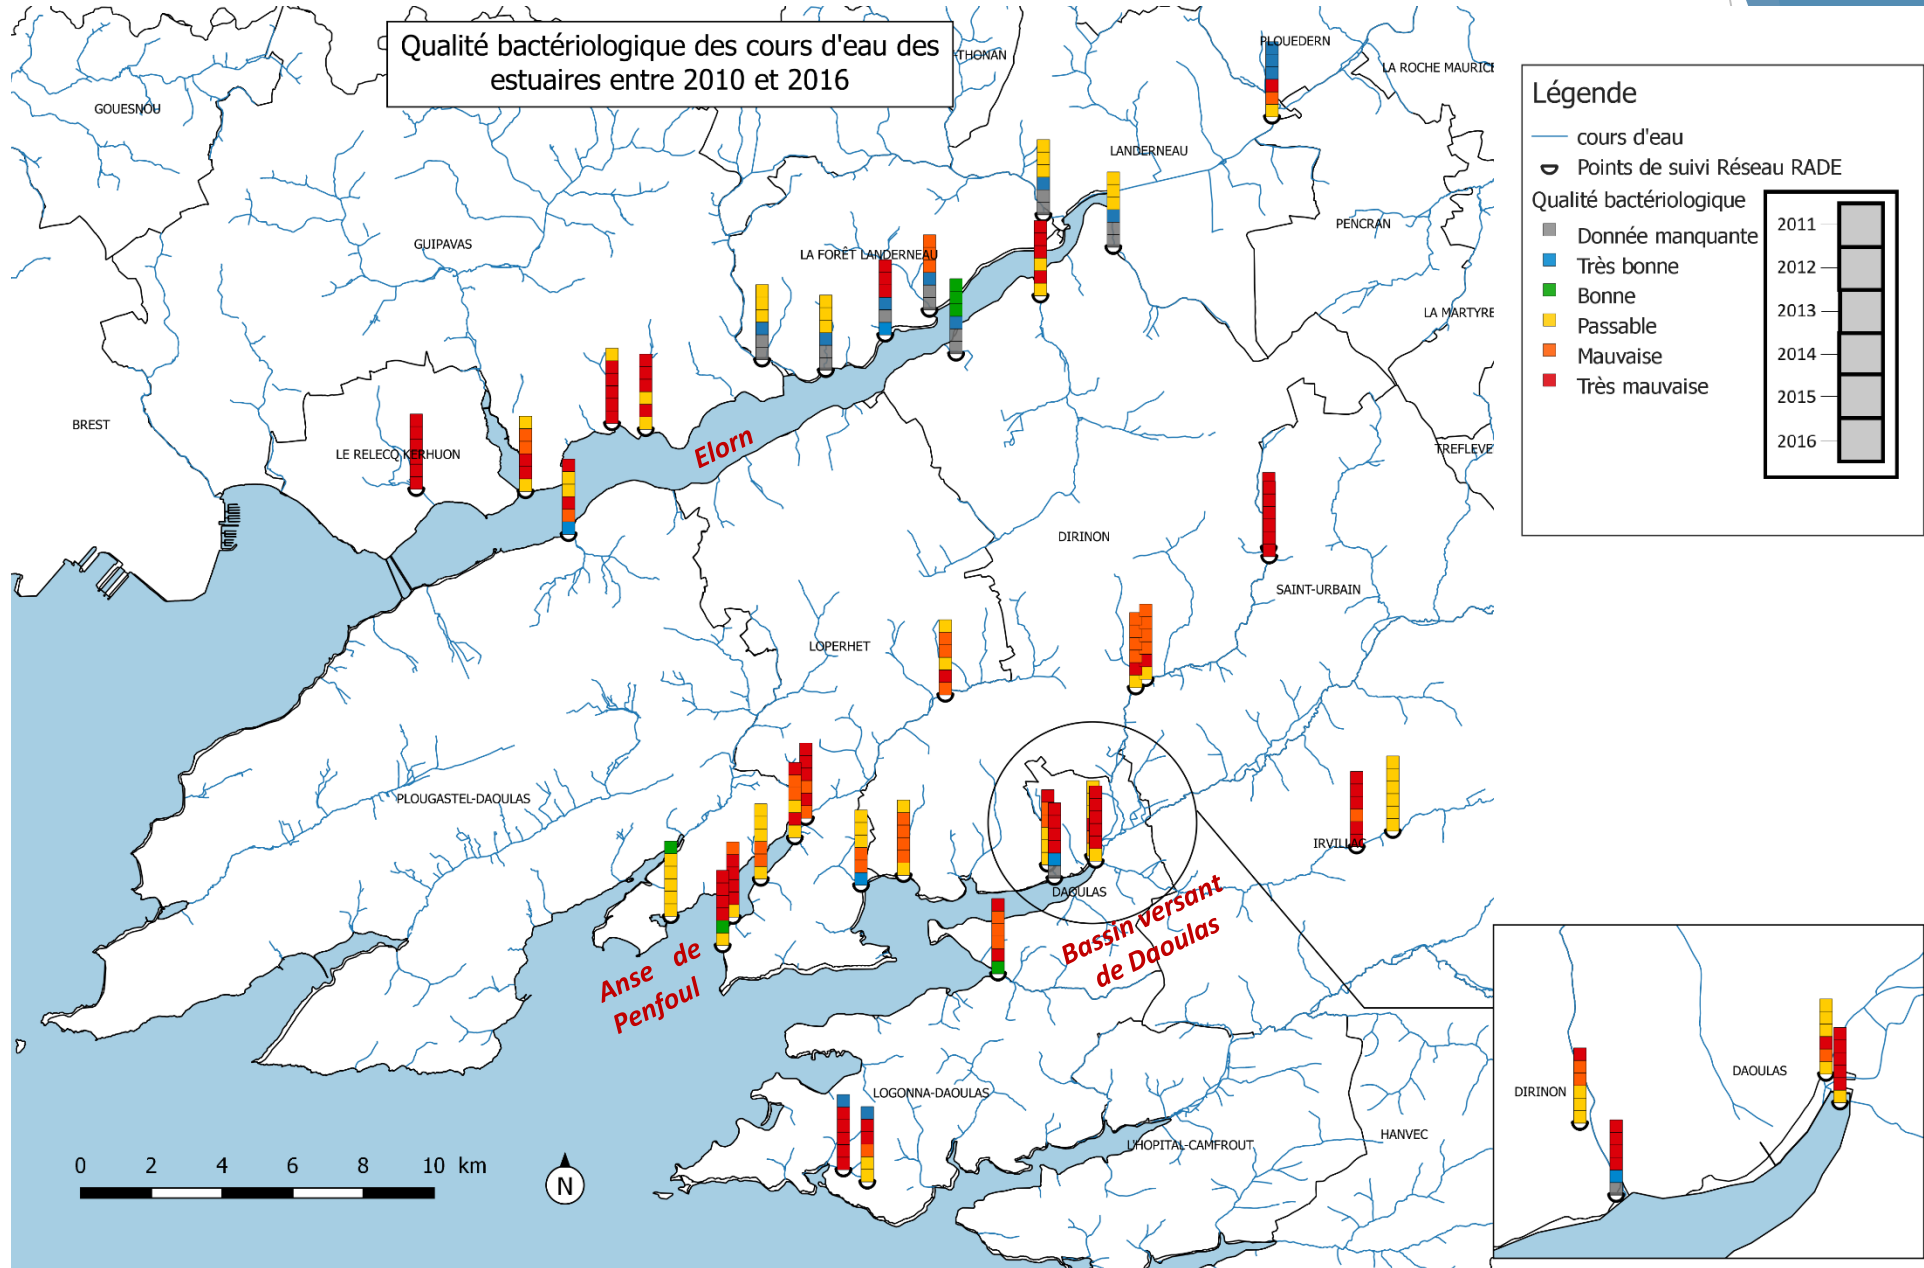 Qualité bactériologique des cours d'eau des
estuaires entre 2010 et 2016
-THONAN
PLOUEDERN
LA ROCHE MAURICE
GOUESNOU
LANDERNEAU
PENCRAN
GUIPAVAS
LA FORÊT LANDERNEAU
LA MARTYRE
BREST
LE RELECQ KERHUON
Elorn
TREFLEVE
DIRINON
SAINT-URBAIN
LOPERHET
PLOUGASTEL-DAOULAS
IRVILLAC
DAOULAS
Bassin versant
de Daoulas
Anse de
Penfoul
LOGONNA-DAOULAS
L'HOPITAL-CAMFROUT
HANVEC
0 2 4 6 8 10 km
N
Légende
cours d'eau
Points de suivi Réseau RADE
Qualité bactériologique
Donnée manquante
Très bonne
Bonne
Passable
Mauvaise
Très mauvaise
2011
2012
2013
2014
2015
2016
DAOULAS
DIRINON